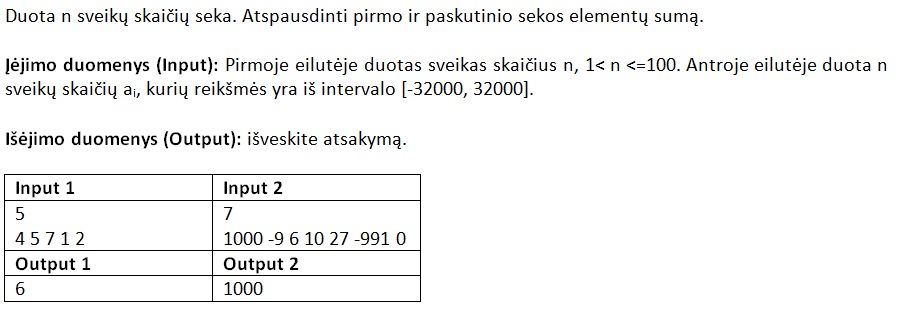 Duota n sveikų skaičių seka. Atspausdinti pirmo ir paskutinio sekos elementų sumą.
Įėjimo duomenys (Input): Pirmoje eilutėje duotas sveikas skaičius n, 1< n <=100. Antroje eilutėje duota n
sveikų skaičių ai, kurių reikšmės yra iš intervalo [-32000, 32000].
Išėjimo duomenys (Output): išveskite atsakymą.
Input 1 Input 2
5 7
4 5 7 1 2 1000 -9 6 10 27 -991 0
Output 1 Output 2
6 1000